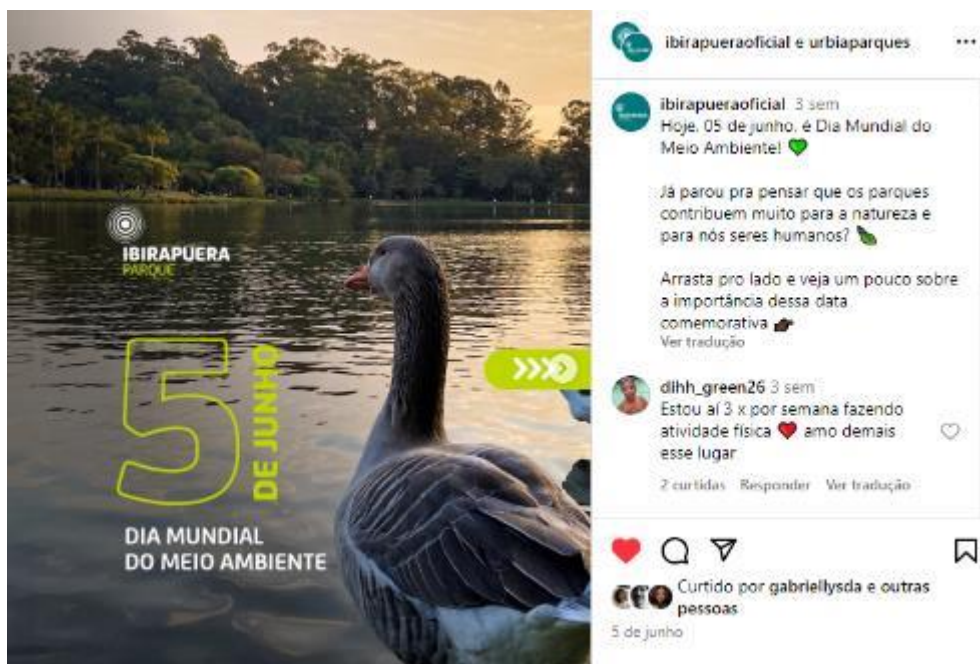 IBIRAPUERA
PARQUE
5
DE JUNHO
DIA MUNDIAL
DO MEIO AMBIENTE
ibirapueraoficial e urbiaparques
ibirapueraoficial 3 sem
Hoje, 05 de junho, é Dia Mundial do
Meio Ambiente! 💚
Já parou pra pensar que os parques
contribuem muito para a natureza e
para nós seres humanos? 🌿
Arrasta pro lado e veja um pouco sobre
a importância dessa data
comemorativa 👉🏿
Ver tradução
dihh_green26 3 sem
Estou aí 3 x por semana fazendo
atividade física ❤️ amo demais
esse lugar
2 curtidas Responder Ver tradução
Curtido por gabriellysda e outras
pessoas
5 de junho